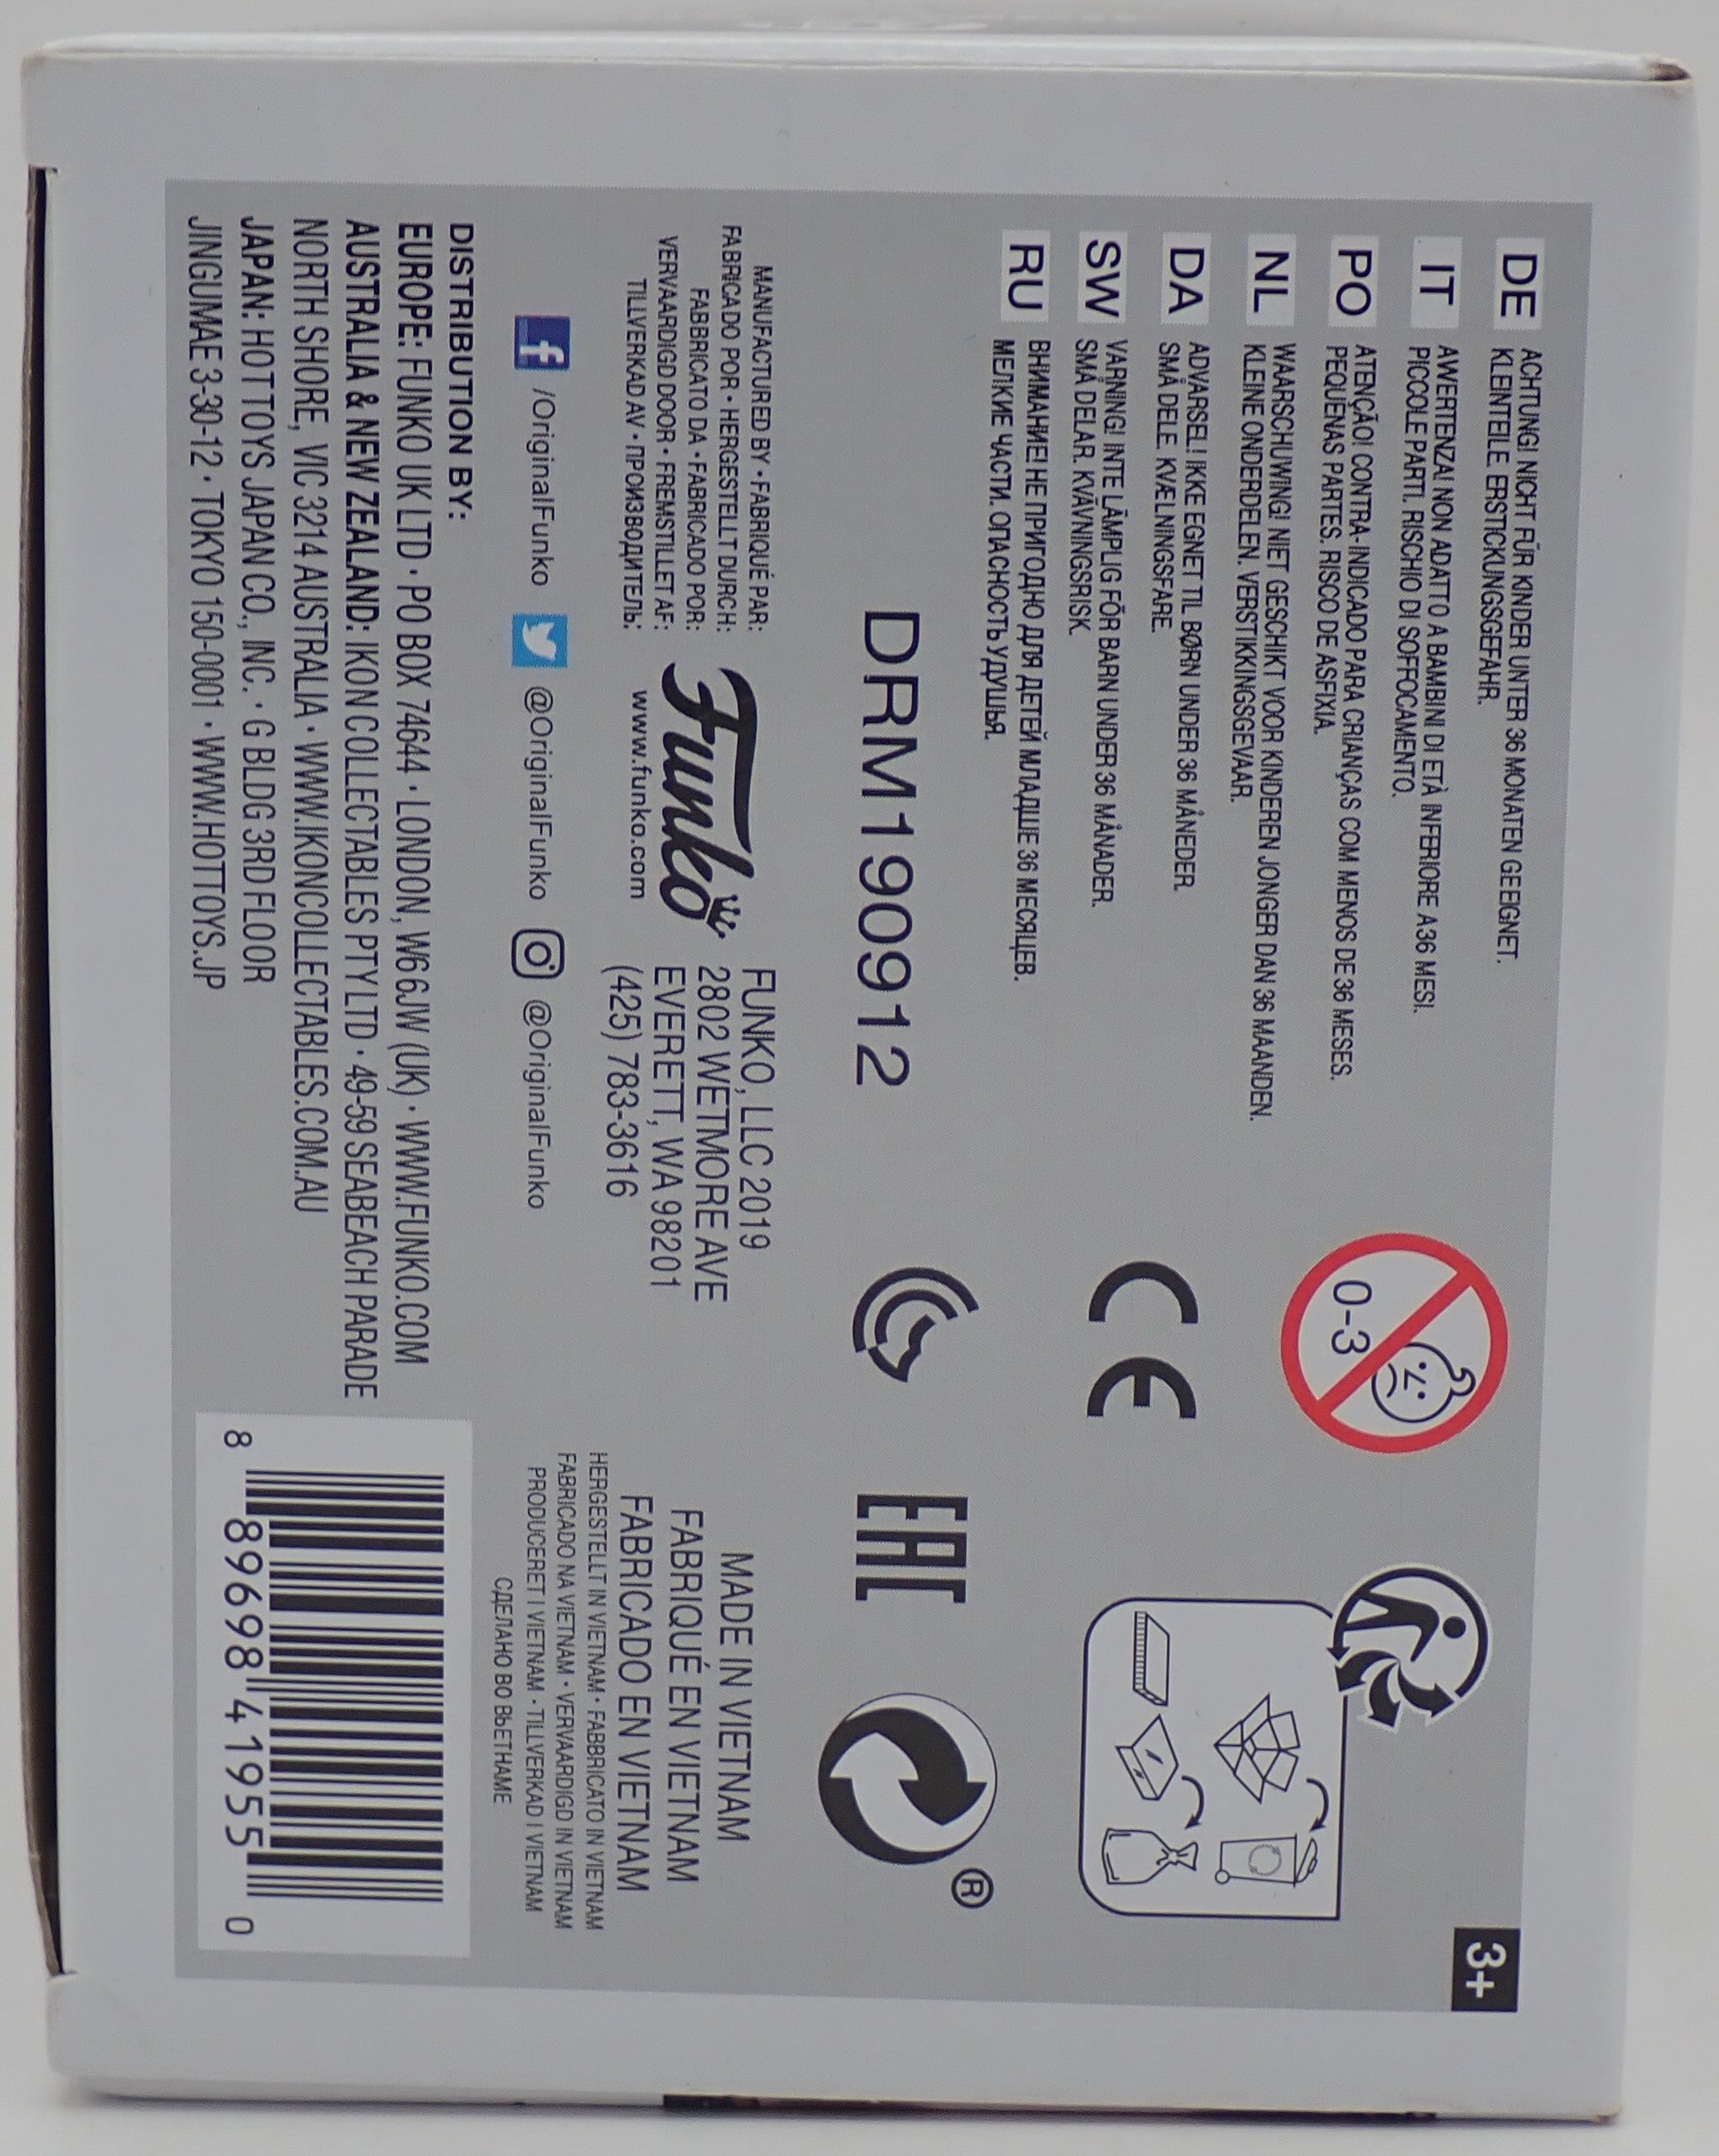 3+
DE ACHTUNG! NICHT FÜR KINDER UNTER 36 MONATEN GEEIGNET.
KLEINTEILE. ERSTICKUNGSGEFAHR.
IT AWERTENZA! NON ADATTO A BAMBINI DI ETÀ INFERIORE A36 MESI.
PICCOLE PARTI. RISCHIO DI SOFFOCAMENTO.
PO ATENÇÃO! CONTRA-INDICADO PARA CRIANÇAS COM MENOS DE 36 MESES.
PEQUENAS PARTES. RISCO DE ASFIXIA.
NL WAARSCHUWING! NIET GESCHIKT VOOR KINDEREN JONGER DAN 36 MAANDEN.
KLEINE ONDERDELEN. VERSTIKKINGSGEVAAR.
DA ADVARSEL! IKKE EGNET TIL BØRN UNDER 36 MÅNEDER.
SMÅ DELE. KVÆLNINGSFARE.
SW VARNING! INTE LÄMPLIG FÖR BARN UNDER 36 MÅNADER.
SMÅ DELAR. KVÄVNINGSRISK.
RU ВНИМАНИЕ! НЕ ПРИГОДНО ДЛЯ ДЕТЕЙ МЛАДШЕ 36 МЕСЯЦЕВ.
МЕЛКИЕ ЧАСТИ. ОПАСНОСТЬ УДУШЬЯ.
0-3
CE
DRM190912
EAC
®
MANUFACTURED BY • FABRIQUÉ PAR:
FABRICADO POR • HERGESTELLT DURCH:
FABBRICATO DA • FABRICADO POR:
VERVAARDIGD DOOR • FREMSTILLET AF:
TILLVERKAD AV • ПРОИЗВОДИТЕЛЬ:
Funko
www.funko.com
FUNKO, LLC 2019
2802 WETMORE AVE
EVERETT, WA 98201
(425) 783-3616
MADE IN VIETNAM
FABRIQUÉ EN VIETNAM
FABRICADO EN VIETNAM
HERGESTELLT IN VIETNAM • FABBRICATO IN VIETNAM
FABRICADO NA VIETNAM • VERVAARDIGD IN VIETNAM
PRODUCERET I VIETNAM • TILLVERKAD I VIETNAM
СДЕЛАНО ВО ВЬЕТНАМЕ
f /OriginalFunko @OriginalFunko @OriginalFunko
DISTRIBUTION BY:
EUROPE: FUNKO UK LTD • PO BOX 74644 • LONDON, W6 6JW (UK) • WWW.FUNKO.COM
AUSTRALIA & NEW ZEALAND: IKON COLLECTABLES PTY LTD • 49-59 SEABEACH PARADE
NORTH SHORE, VIC 3214 AUSTRALIA • WWW.IKONCOLLECTABLES.COM.AU
JAPAN: HOTTOYS JAPAN CO., INC. • G BLDG 3RD FLOOR
JINGUMAE 3-30-12 • TOKYO 150-0001 • WWW.HOTTOYS.JP
8 89698 41955 0